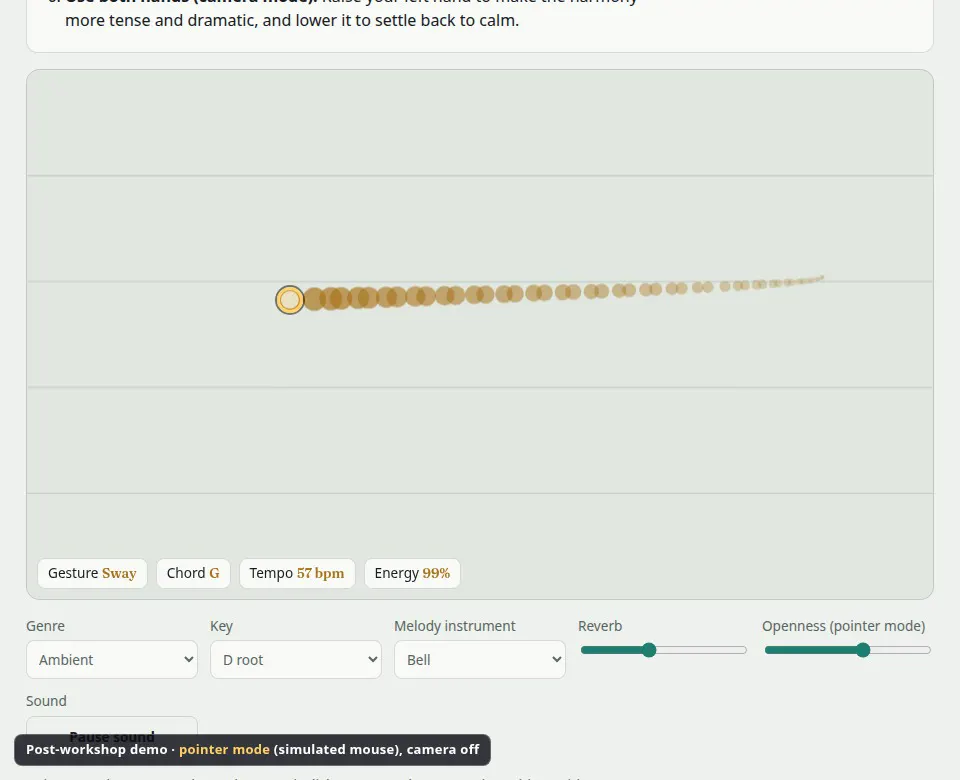 more tense and dramatic, and lower it to settle back to calm.
Gesture Sway
Chord G
Tempo 57 bpm
Energy 99%
Genre
Key
Melody instrument
Reverb
Openness (pointer mode)
Ambient
D root
Bell
Sound
Pause sound
Post-workshop demo · pointer mode (simulated mouse), camera off